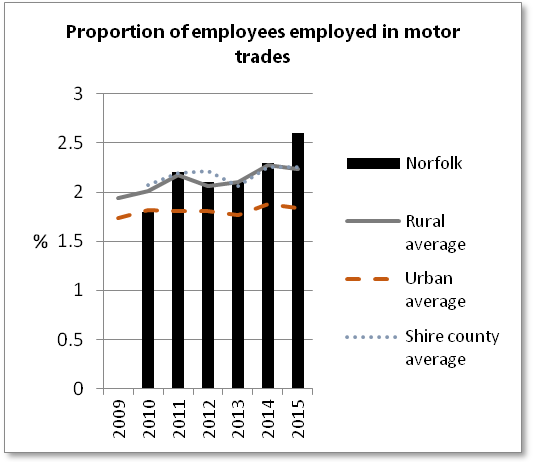 Proportion of employees employed in motor
trades
3
2.5
2
1.5
1
0.5
0
%
2009
2010
2011
2012
2013
2014
2015
Norfolk
Rural
average
Urban
average
Shire county
average